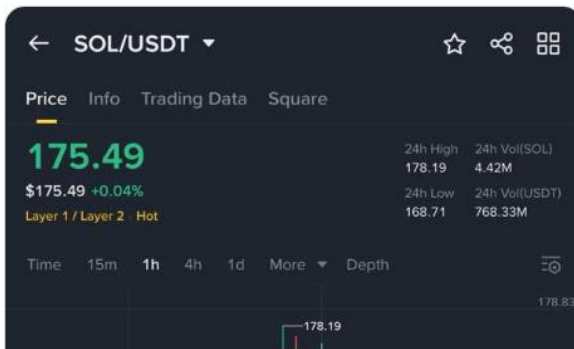 SOL/USDT
Price Info Trading Data Square
175.49
$175.49 +0.04%
Layer 1 / Layer 2 · Hot
24h High 24h Vol(SOL)
178.19 4.42M
24h Low 24h Vol(USDT)
168.71 768.33M
Time 15m 1h 4h 1d More Depth
178.83
178.19